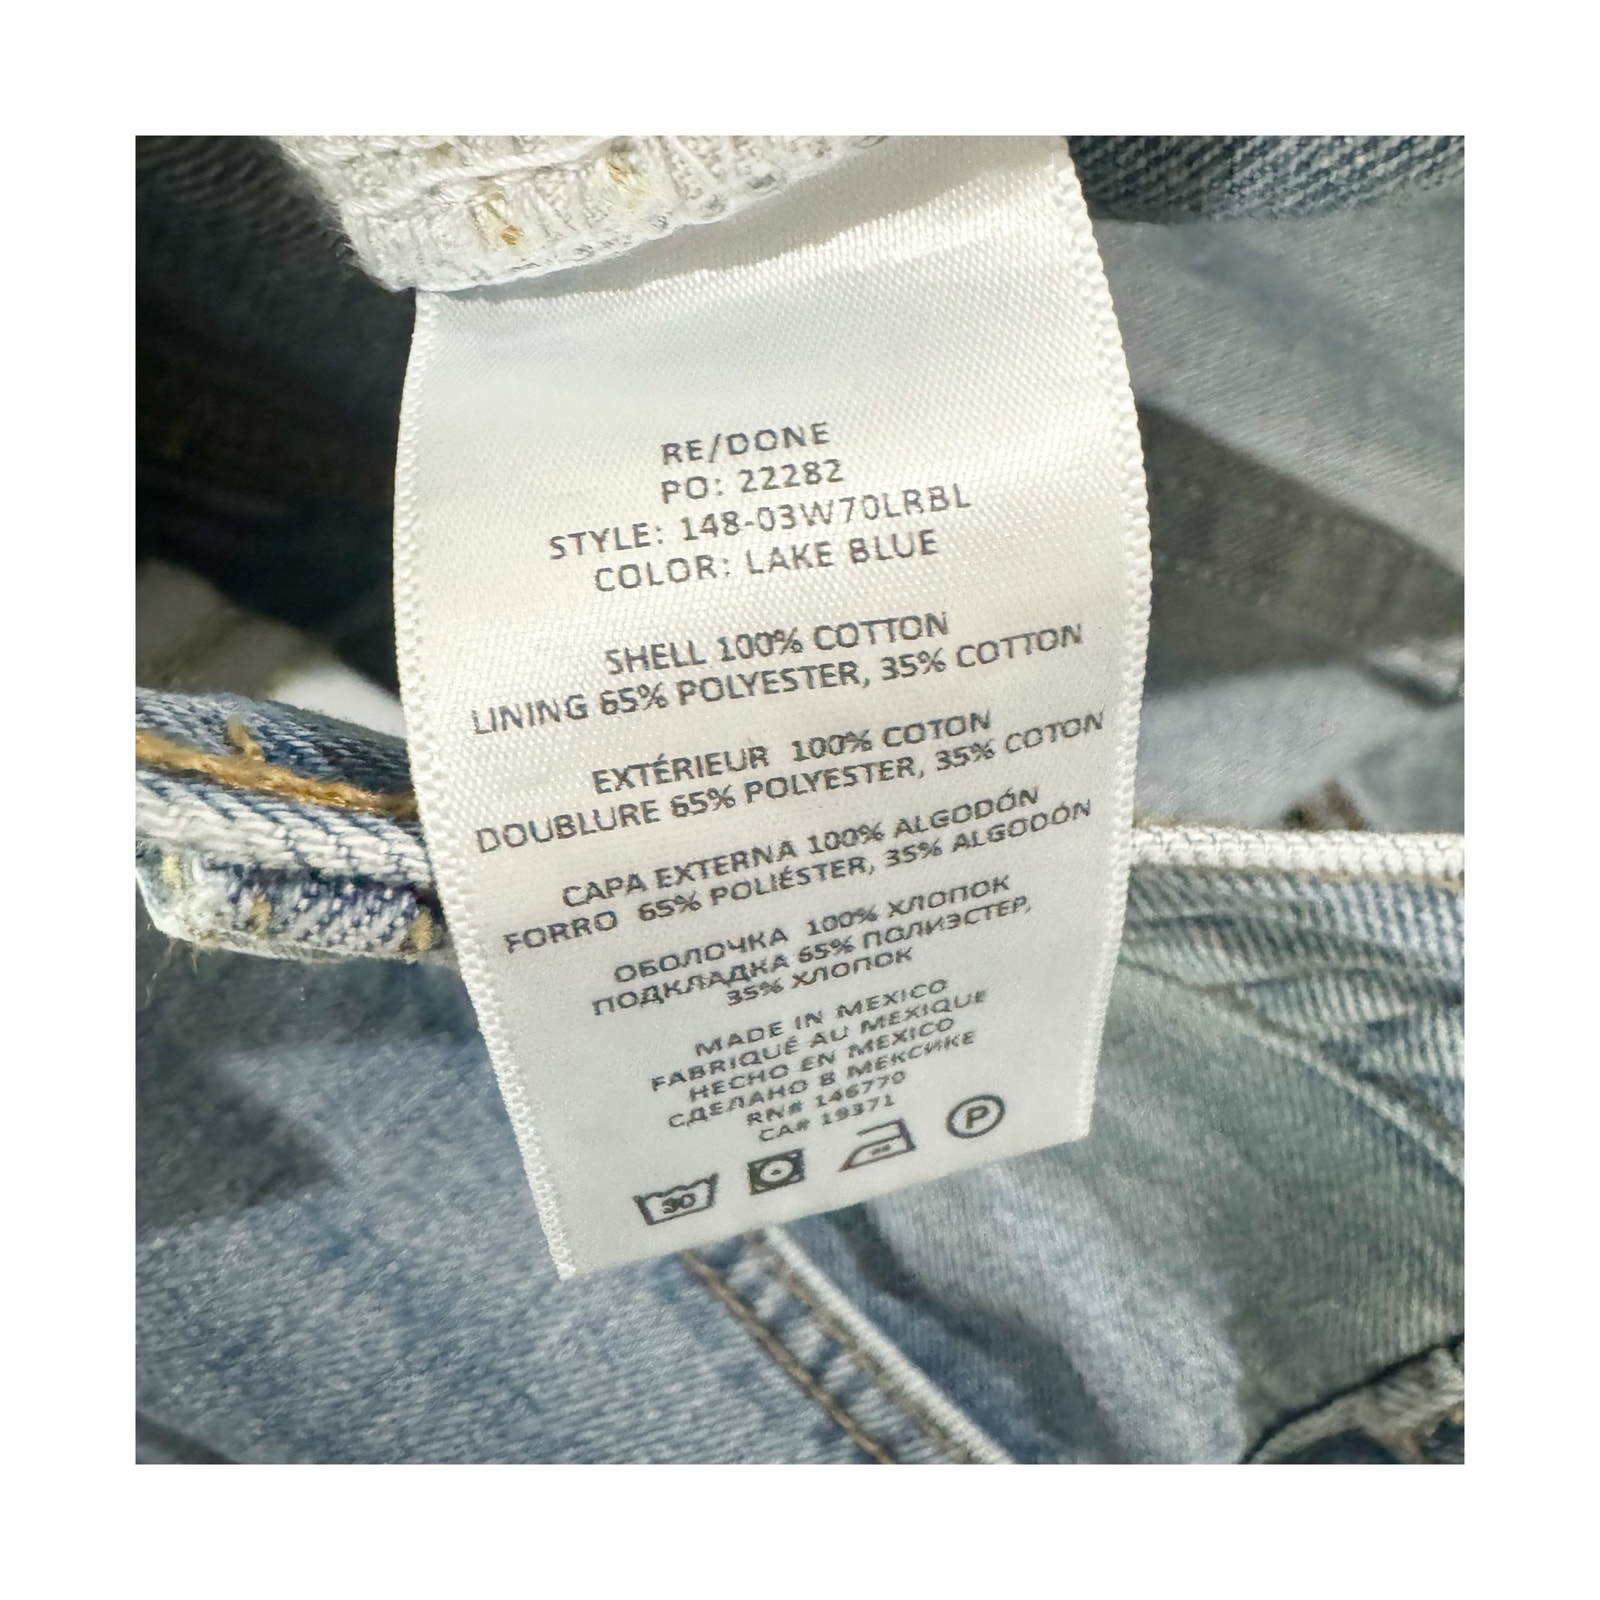 RE/DONE
PO: 22282
STYLE: 148-03W70LRBL
COLOR: LAKE BLUE
SHELL 100% COTTON
LINING 65% POLYESTER, 35% COTTON
EXTÉRIEUR 100% COTON
DOUBLURE 65% POLYESTER, 35% COTON
CAPA EXTERNA 100% ALGODÓN
FORRO 65% POLIÉSTER, 35% ALGODÓN
ОБОЛОЧКА 100% ХЛОПОК
ПОДКЛАДКА 65% ПОЛИЭСТЕР,
35% ХЛОПОК
MADE IN MEXICO
FABRIQUÉ AU MEXIQUE
HECHO EN MEXICO
СДЕЛАНО В МЕКСИКЕ
RN# 146770
CA# 19371
30 P